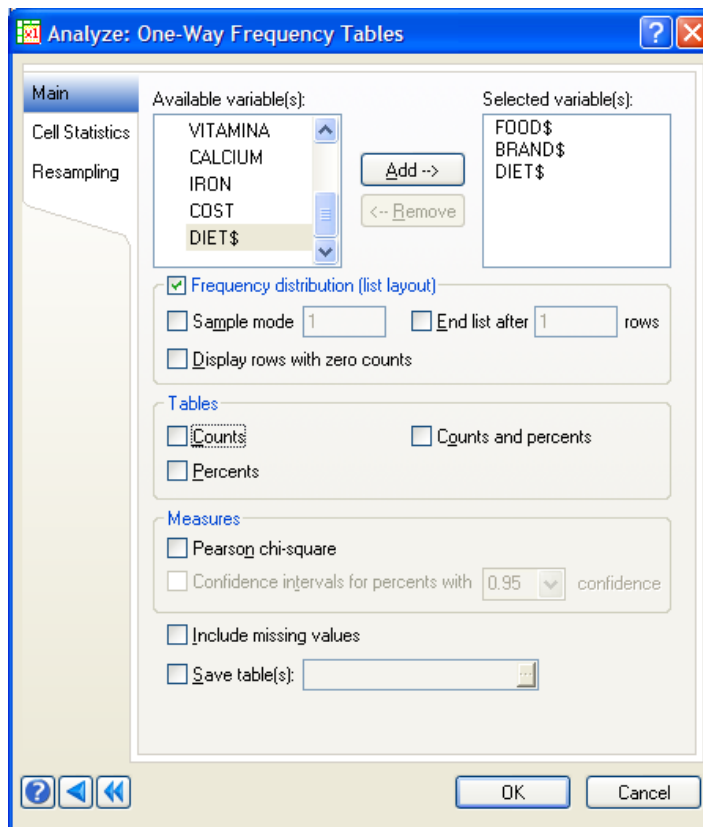 Analyze: One-Way Frequency Tables
Main
Cell Statistics
Resampling
Available variable(s):
VITAMINA
CALCIUM
IRON
COST
DIET$
Add -->
<-- Remove
Selected variable(s):
FOOD$
BRAND$
DIET$
Frequency distribution (list layout)
Sample mode 1 End list after 1 rows
Display rows with zero counts
Tables
Counts Counts and percents
Percents
Measures
Pearson chi-square
Confidence intervals for percents with 0.95 confidence
Include missing values
Save table(s): ...
OK Cancel